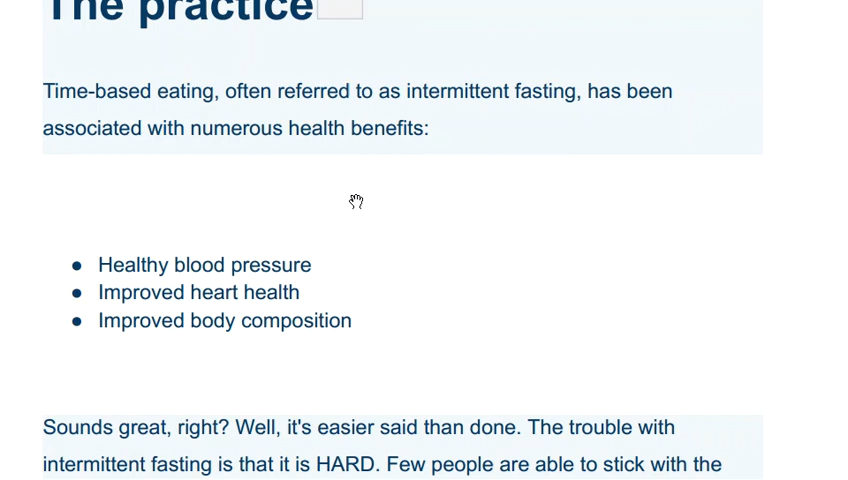 The practice
Time-based eating, often referred to as intermittent fasting, has been
associated with numerous health benefits:
● Healthy blood pressure
● Improved heart health
● Improved body composition
Sounds great, right? Well, it's easier said than done. The trouble with
intermittent fasting is that it is HARD. Few people are able to stick with the